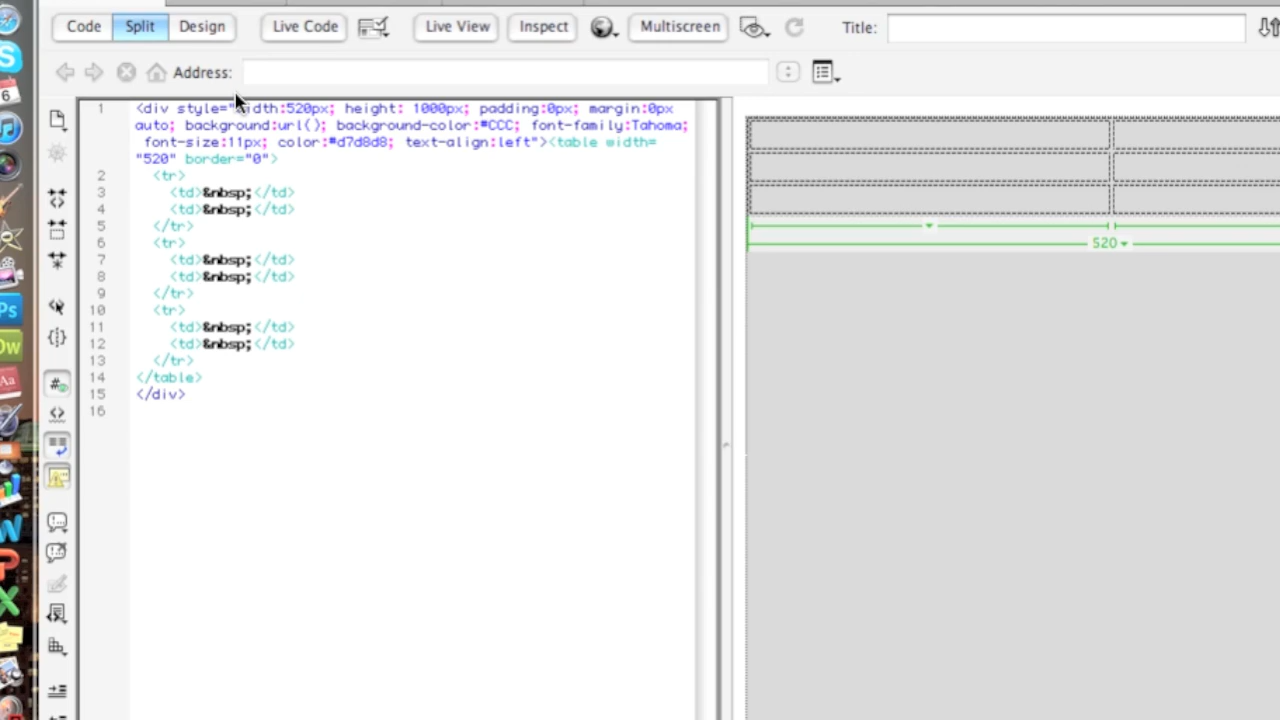 Code Split Design Live Code Live View Inspect Multiscreen Title:
Address:
1 <div style="width:520px; height: 1000px; padding:0px; margin:0px
auto; background:url(); background-color:#CCC; font-family:Tahoma;
font-size:11px; color:#d7d8d8; text-align:left"><table width=
"520" border="0">
2 <tr>
3 <td>&nbsp;</td>
4 <td>&nbsp;</td>
5 </tr>
6 <tr>
7 <td>&nbsp;</td>
8 <td>&nbsp;</td>
9 </tr>
10 <tr>
11 <td>&nbsp;</td>
12 <td>&nbsp;</td>
13 </tr>
14 </table>
15 </div>
16
520
S
6
Ps
Dw
Aa
W
P
X